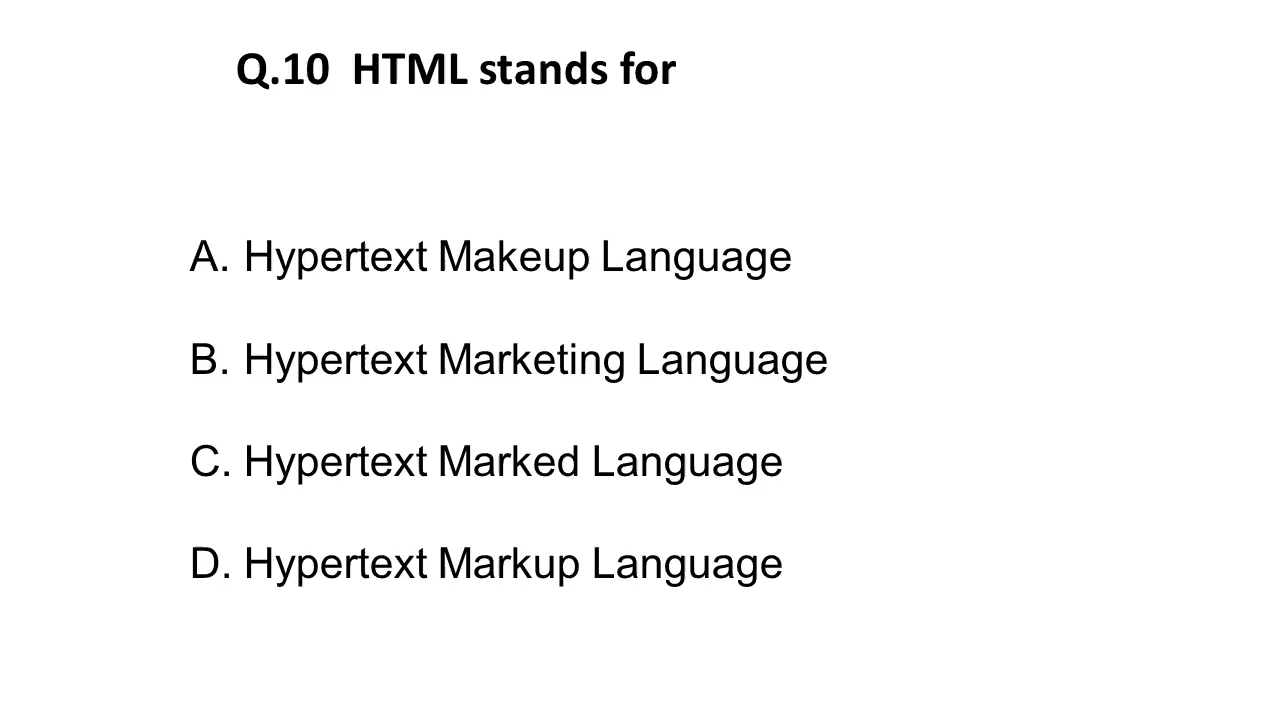 Q.10  HTML stands for
A. Hypertext Makeup Language
B. Hypertext Marketing Language
C. Hypertext Marked Language
D. Hypertext Markup Language